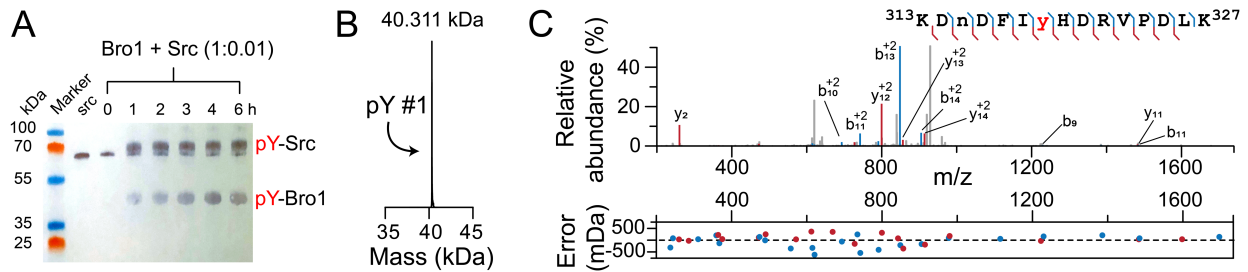 A
Bro1 + Src (1:0.01)
kDa
Marker
src
0 1 2 3 4 6 h
100
70
55
35
25
pY-Src
pY-Bro1
B
40.311 kDa
pY #1
35 40 45
Mass (kDa)
C
313KDnDFIyHDRVPDLK327
Relative abundance (%)
40
20
0
y2
b10+2
b11+2
y12+2
b13+2
y13+2
b14+2
y14+2
b9
y11
b11
400 800 1200 1600
m/z
400 800 1200 1600
Error (mDa)
500
-500